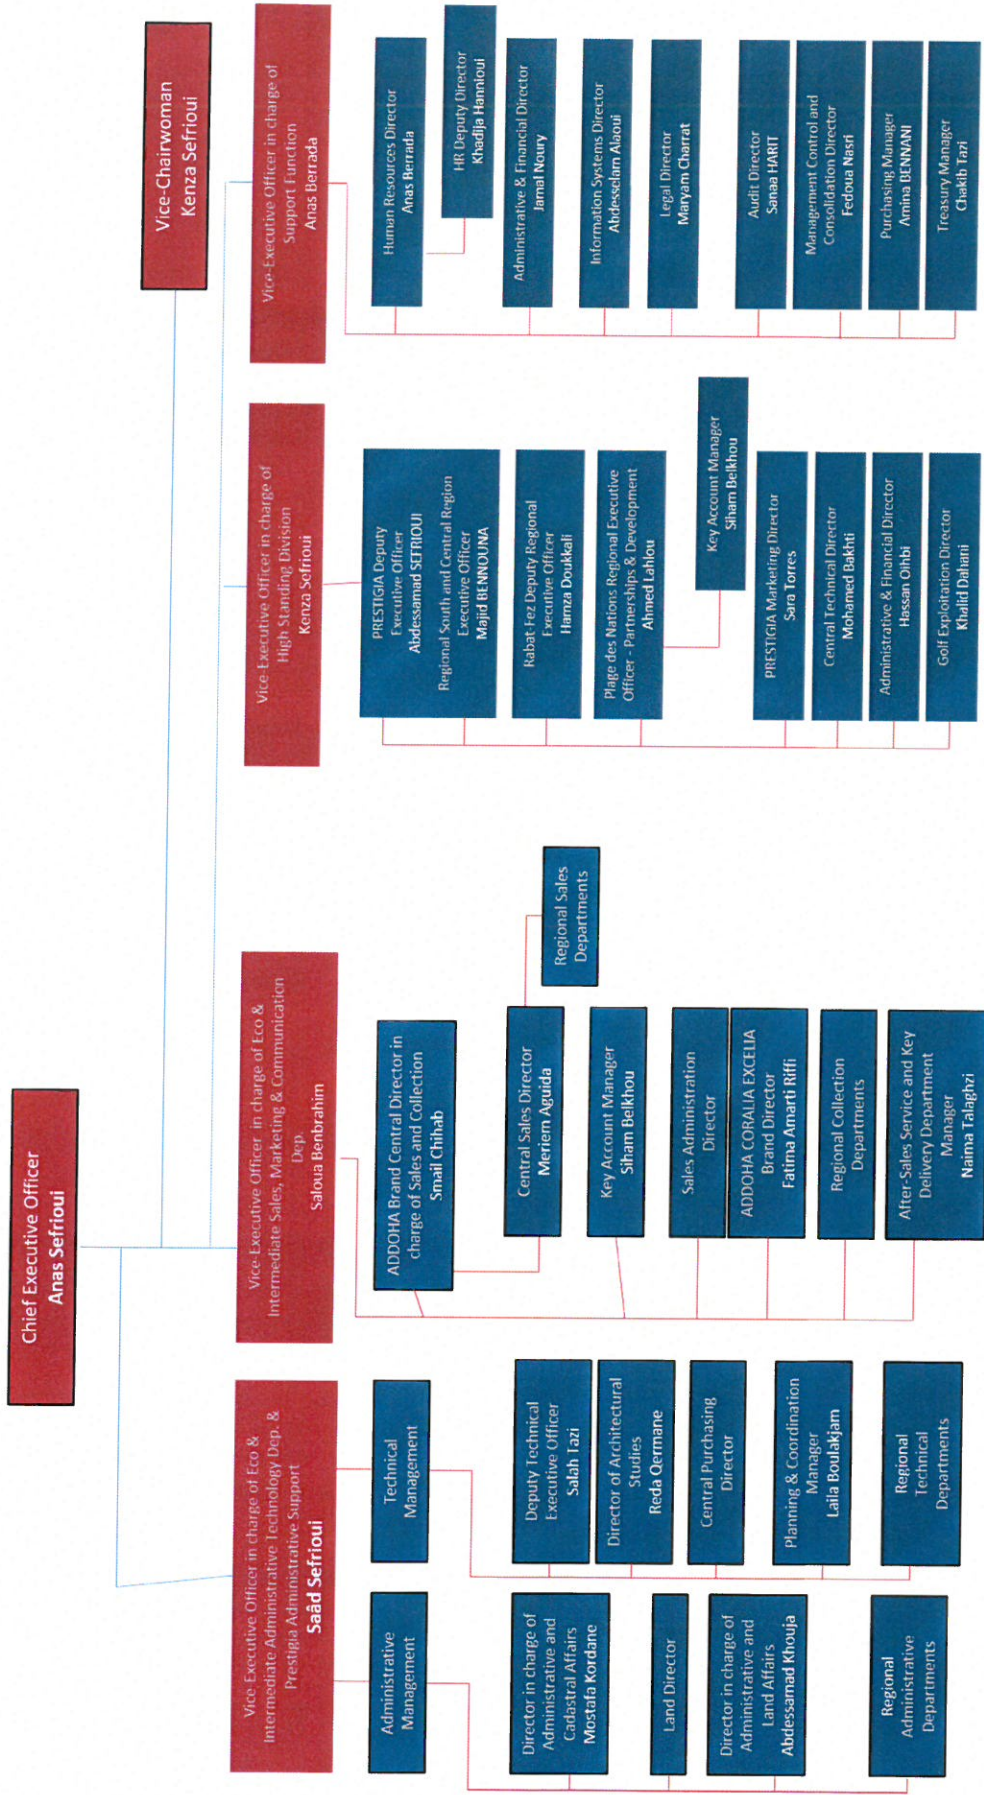 Chief Executive Officer
Anas Sefrioui
Vice-Chairwoman
Kenza Sefrioui
Vice-Executive Officer in charge of Eco &
Intermediate Administrative Technology Dep. &
Prestigia Administrative Support
Saâd Sefrioui
Administrative
Management
Director in charge of
Administrative and
Cadastral Affairs
Mostafa Kordane
Land Director
Director in charge of
Administrative and
Land Affairs
Abdessamad Khouja
Regional
Administrative
Departments
Technical
Management
Deputy Technical
Executive Officer
Salah Tazi
Director of Architectural
Studies
Reda Qermane
Central Purchasing
Director
Planning & Coordination
Manager
Laila Boulakjam
Regional
Technical
Departments
Vice-Executive Officer in charge of Eco &
Intermediate Sales, Marketing & Communication
Dep.
Saloua Benbrahim
ADDOHA Brand Central Director in
charge of Sales and Collection
Smail Chihab
Central Sales Director
Meriem Aguida
Regional Sales
Departments
Key Account Manager
Siham Belkhou
Sales Administration
Director
ADDOHA CORALIA EXCELIA
Brand Director
Fatima Amarti Riffi
Regional Collection
Departments
After-Sales Service and Key
Delivery Department
Manager
Naima Talaghzi
Vice-Executive Officer in charge of
High Standing Division
Kenza Sefrioui
PRESTIGIA Deputy
Executive Officer
Abdessamad SEFRIOUI
Regional South and Central Region
Executive Officer
Majid BENNOUNA
Rabat-Fez Deputy Regional
Executive Officer
Hamza Doukkali
Plage des Nations Regional Executive
Officer - Partnerships & Development
Ahmed Lahlou
Key Account Manager
Siham Belkhou
PRESTIGIA Marketing Director
Sara Torres
Central Technical Director
Mohamed Bakhti
Administrative & Financial Director
Hassan Olhbi
Golf Exploitation Director
Khalid Dahani
Vice-Executive Officer in charge of
Support Function
Anas Berrada
Human Resources Director
Anas Berrada
HR Deputy Director
Khadija Hannioui
Administrative & Financial Director
Jamal Noury
Information Systems Director
Abdesselam Alaoui
Legal Director
Maryam Charrat
Audit Director
Sanaa HARIT
Management Control and
Consolidation Director
Fedoua Nasri
Purchasing Manager
Amina BENNANI
Treasury Manager
Chakib Tazi